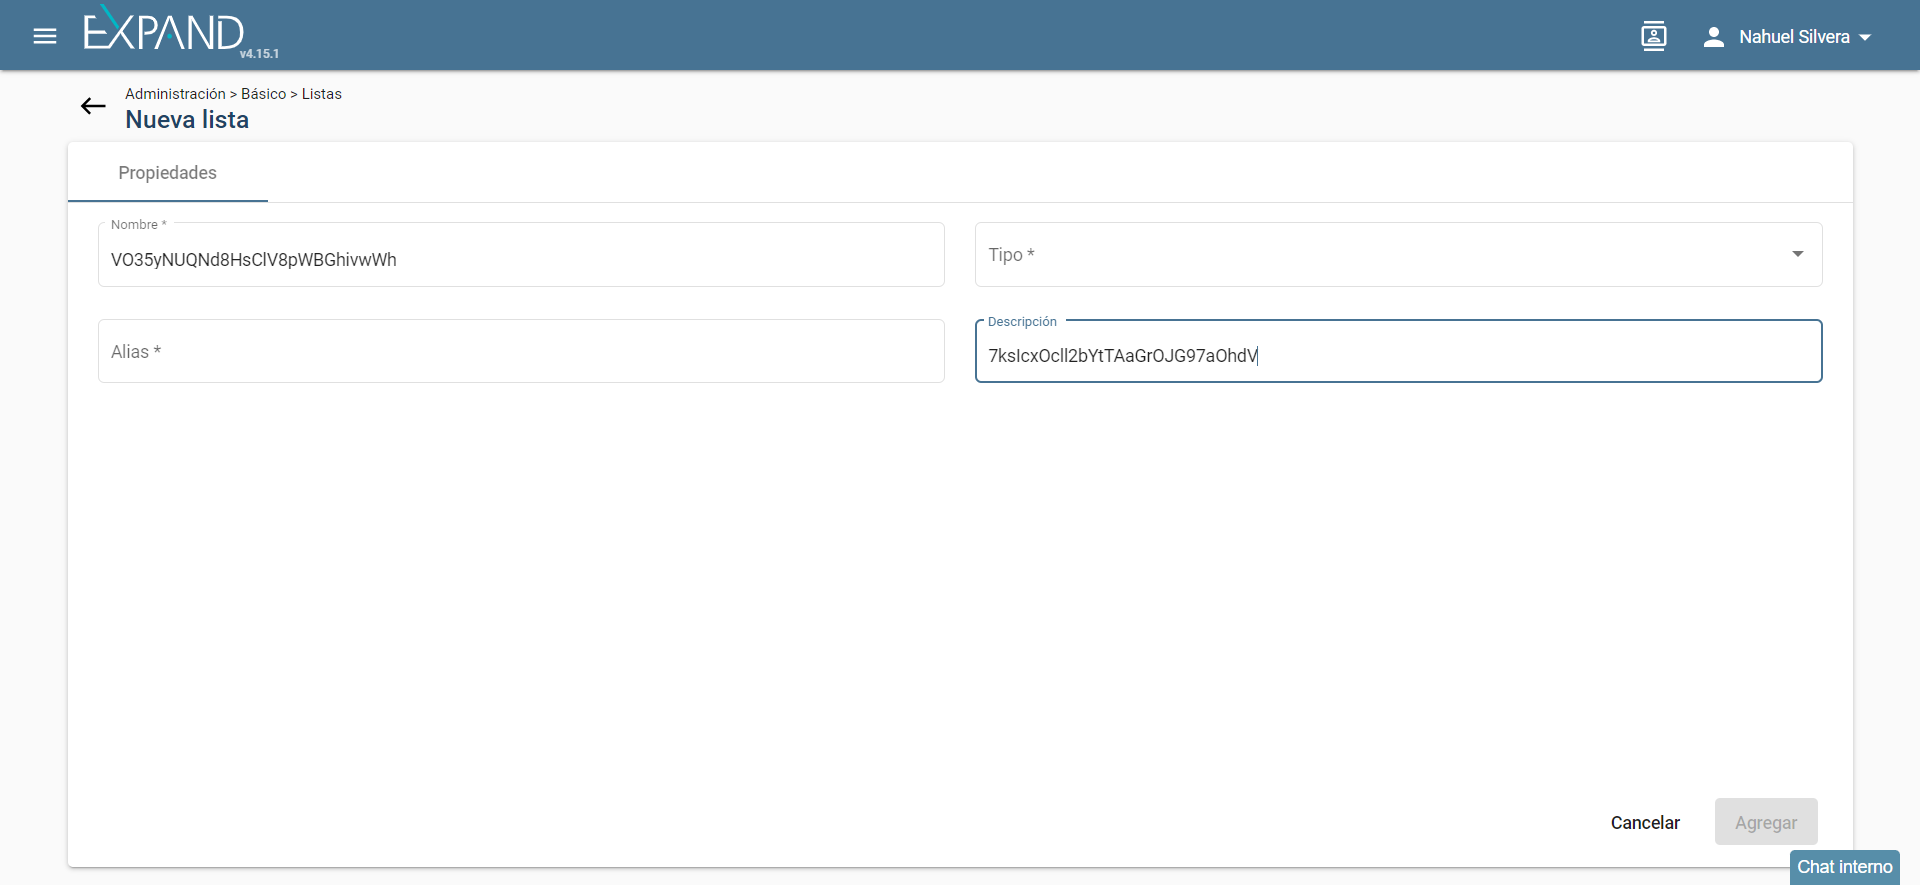 EXPAND
v4.15.1
Nahuel Silvera
Administración > Básico > Listas
Nueva lista
Propiedades
Nombre *
VO35yNUQNd8HsClV8pWBGhivwWh
Tipo *
Alias *
Descripción
7ksIcxOcll2bYtTAaGrOJG97aOhdV
Cancelar
Agregar
Chat interno